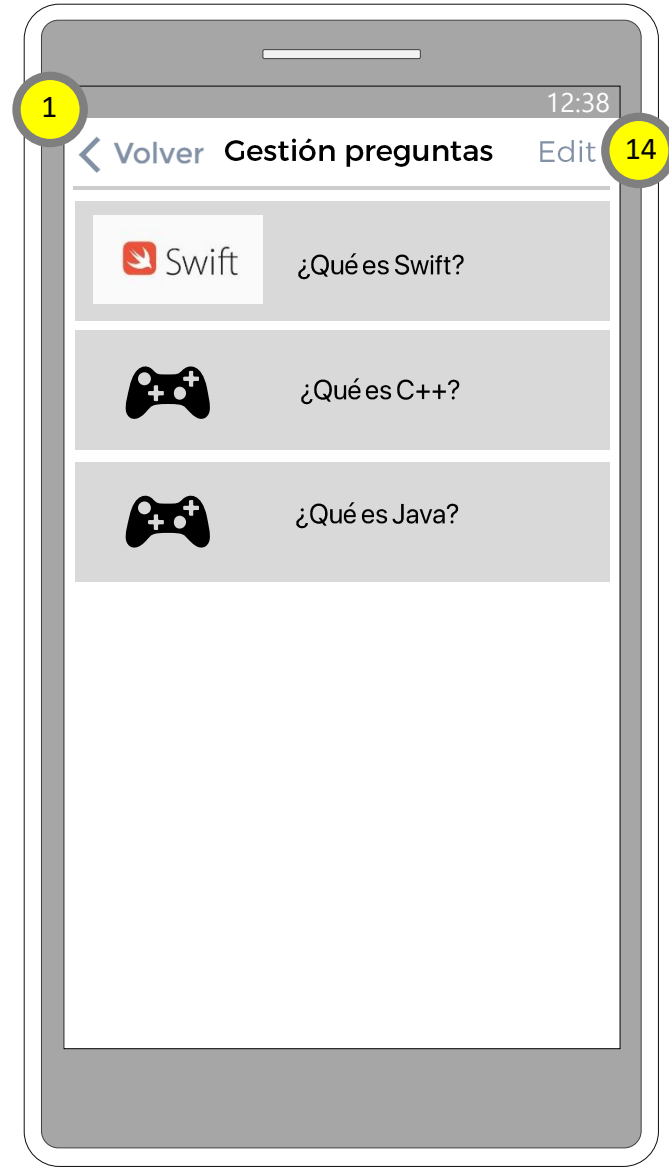 12:38
1
Volver Gestión preguntas Edit 14
Swift ¿Qué es Swift?
¿Qué es C++?
¿Qué es Java?